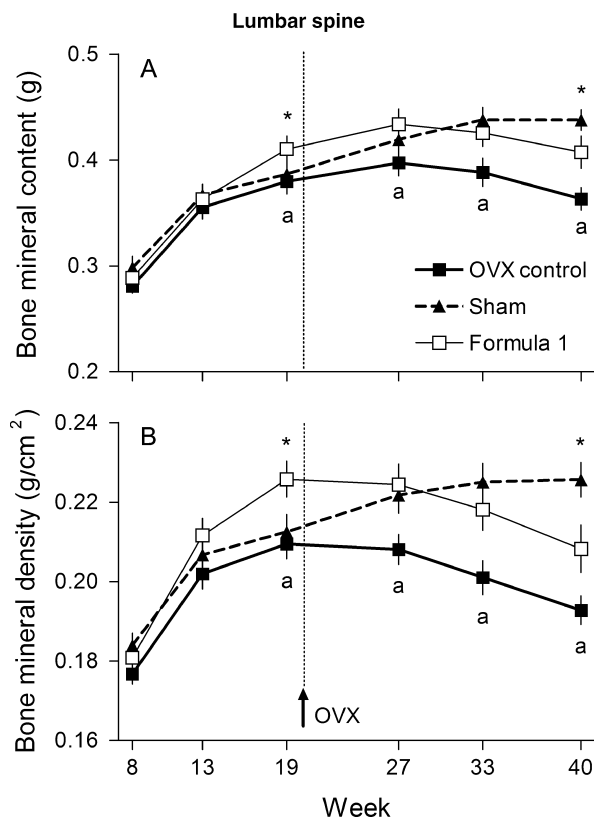 Lumbar spine
A
Bone mineral content (g)
0.5
0.4
0.3
0.2
*
*
a
a
a
a
OVX control
Sham
Formula 1
B
Bone mineral density (g/cm²)
0.24
0.22
0.20
0.18
0.16
*
*
a
a
a
a
OVX
8 13 19 27 33 40
Week